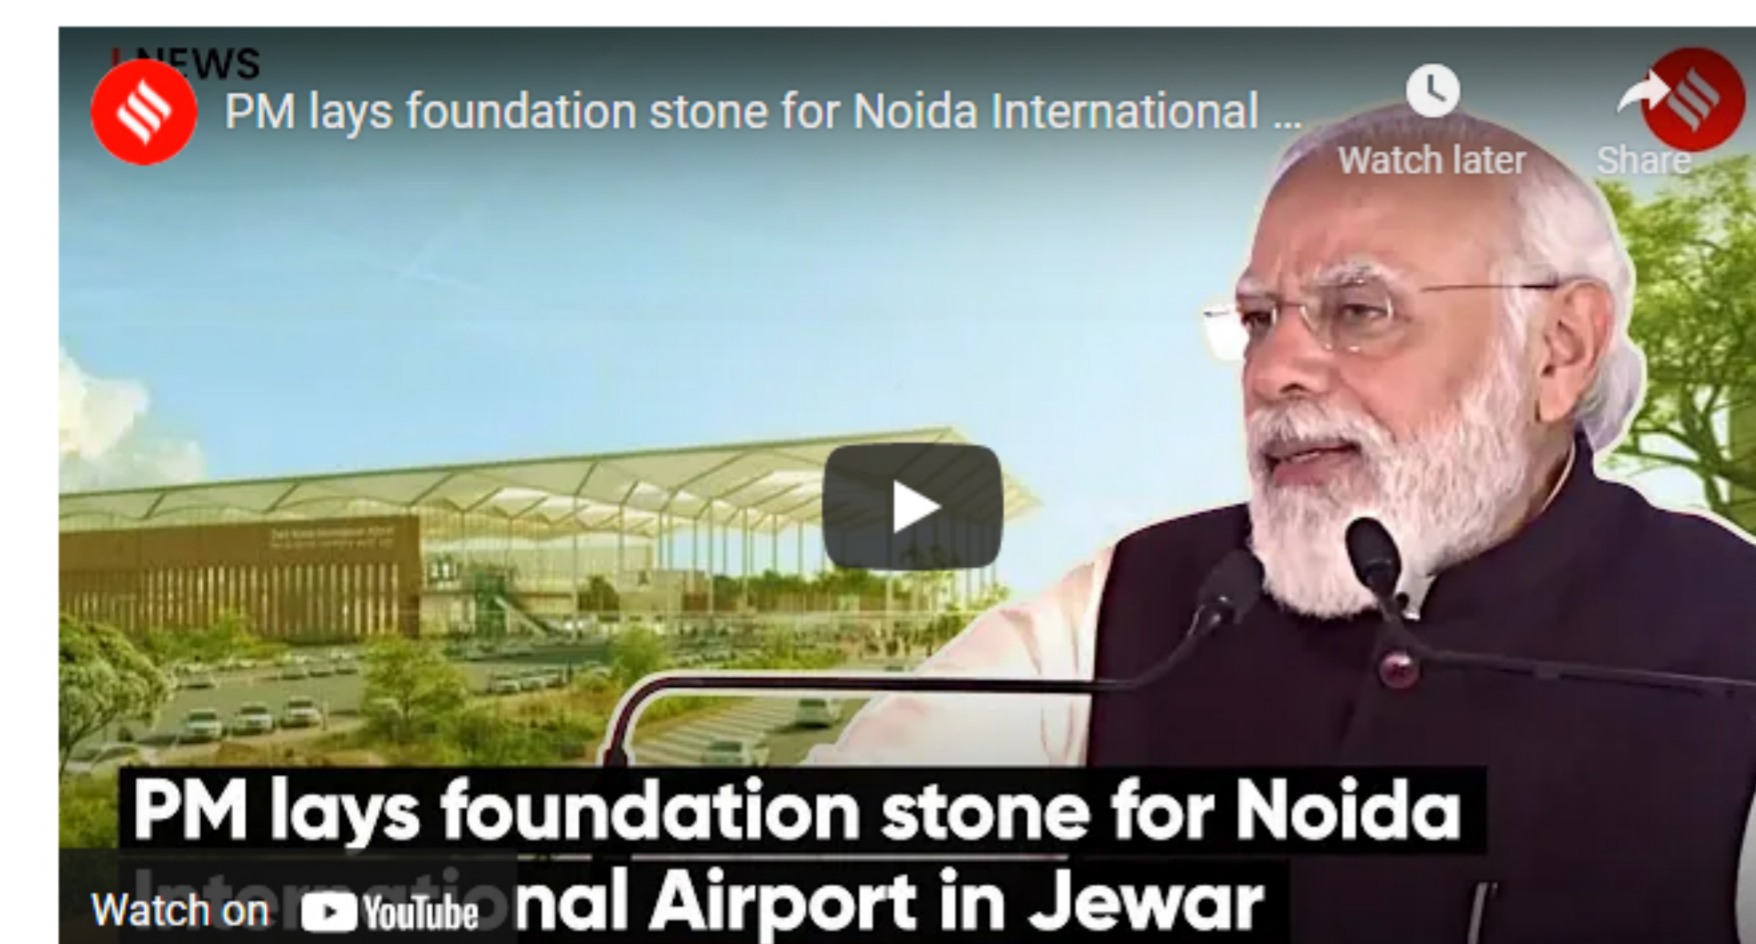 NEWS
PM lays foundation stone for Noida International ...
Watch later
Share
PM lays foundation stone for Noida
International Airport in Jewar
Watch on YouTube